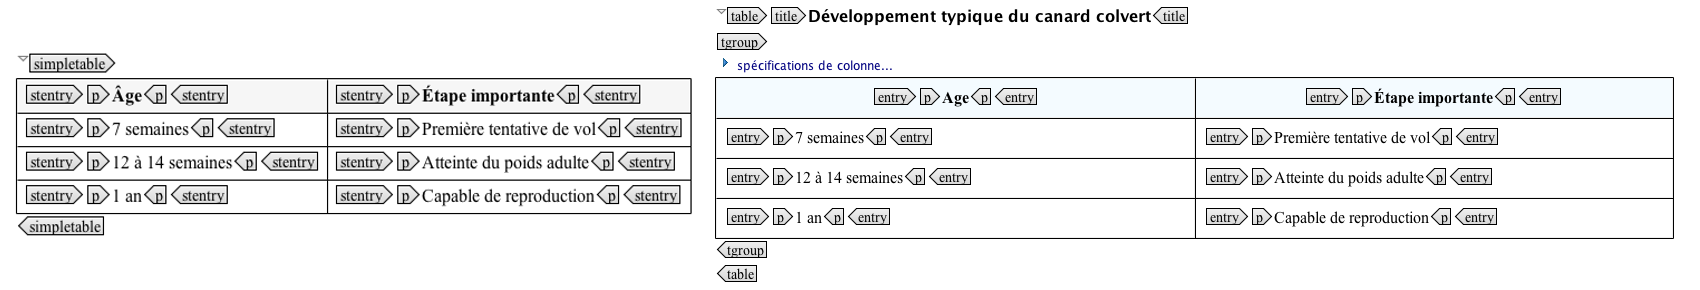 simpletable
stentry p Âge p stentry stentry p Étape importante p stentry
stentry p 7 semaines p stentry stentry p Première tentative de vol p stentry
stentry p 12 à 14 semaines p stentry stentry p Atteinte du poids adulte p stentry
stentry p 1 an p stentry stentry p Capable de reproduction p stentry
simpletable
table title Développement typique du canard colvert title
tgroup
spécifications de colonne...
entry p Age p entry entry p Étape importante p entry
entry p 7 semaines p entry entry p Première tentative de vol p entry
entry p 12 à 14 semaines p entry entry p Atteinte du poids adulte p entry
entry p 1 an p entry entry p Capable de reproduction p entry
tgroup
table